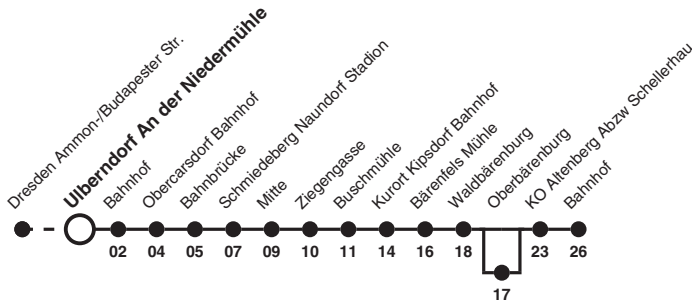 Dresden Ammon-/Budapester Str.
Ulberndorf An der Niedermühle
Bahnhof
Obercarsdorf Bahnhof
Bahnbrücke
Schmiedeberg Naundorf Stadion
Mitte
Ziegengasse
Buschmühle
Kurort Kipsdorf Bahnhof
Bärenfels Mühle
Waldbärenburg
Oberbärenburg
KO Altenberg Abzw Schellerhau
Bahnhof
02 04 05 07 09 10 11 14 16 18 23 26
17